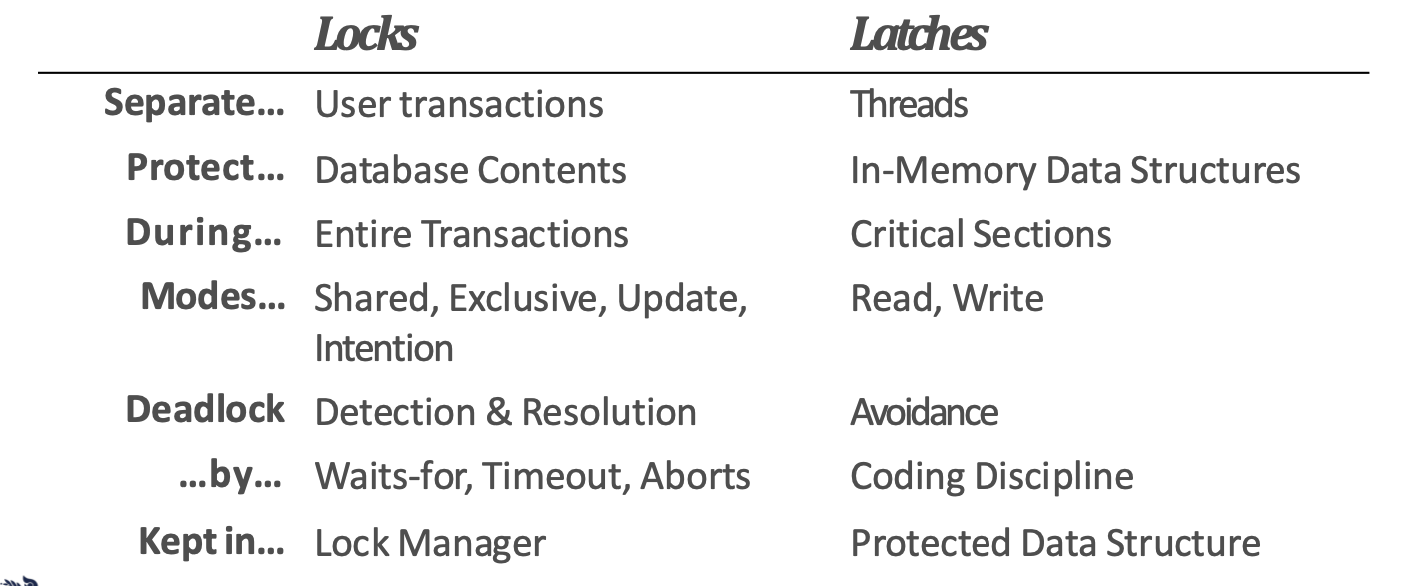 Locks Latches
Separate... User transactions Threads
Protect... Database Contents In-Memory Data Structures
During... Entire Transactions Critical Sections
Modes... Shared, Exclusive, Update, Read, Write
Intention
Deadlock Detection & Resolution Avoidance
...by... Waits-for, Timeout, Aborts Coding Discipline
Kept in... Lock Manager Protected Data Structure